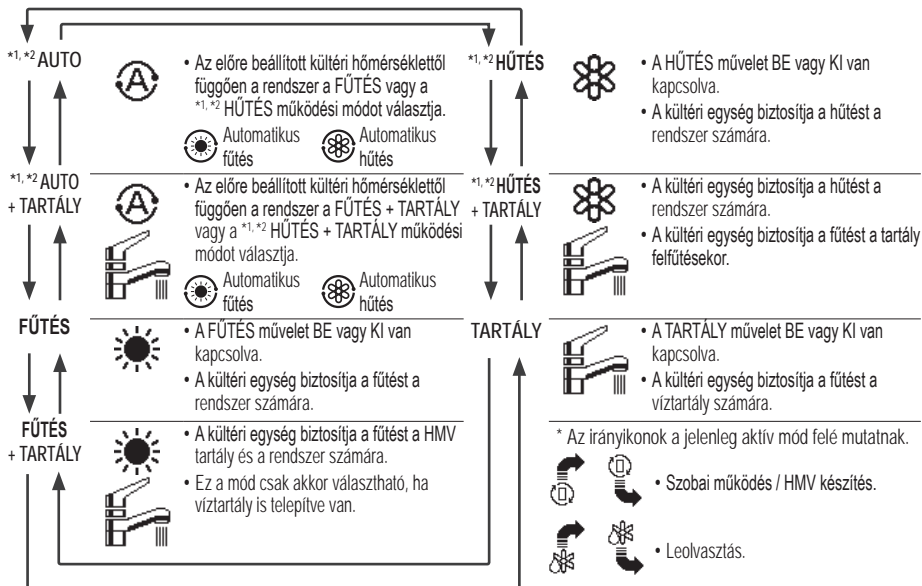 *1, *2 AUTO
• Az előre beállított kültéri hőmérséklettől
függően a rendszer a FŰTÉS vagy a
*1, *2 HŰTÉS működési módot választja.
Automatikus
fűtés
Automatikus
hűtés
*1, *2 AUTO
+ TARTÁLY
• Az előre beállított kültéri hőmérséklettől
függően a rendszer a FŰTÉS + TARTÁLY
vagy a *1, *2 HŰTÉS + TARTÁLY működési
módot választja.
Automatikus
fűtés
Automatikus
hűtés
FŰTÉS
• A FŰTÉS művelet BE vagy KI van
kapcsolva.
• A kültéri egység biztosítja a fűtést a
rendszer számára.
FŰTÉS
+ TARTÁLY
• A kültéri egység biztosítja a fűtést a HMV
tartály és a rendszer számára.
• Ez a mód csak akkor választható, ha
víztartály is telepítve van.
*1, *2 HŰTÉS
• A HŰTÉS művelet BE vagy KI van
kapcsolva.
• A kültéri egység biztosítja a hűtést a
rendszer számára.
*1, *2 HŰTÉS
+ TARTÁLY
• A kültéri egység biztosítja a hűtést a
rendszer számára.
• A kültéri egység biztosítja a fűtést a tartály
felfűtésekor.
TARTÁLY
• A TARTÁLY művelet BE vagy KI van
kapcsolva.
• A kültéri egység biztosítja a fűtést a
víztartály számára.
* Az irányikonok a jelenleg aktív mód felé mutatnak.
• Szobai működés / HMV készítés.
• Leolvasztás.